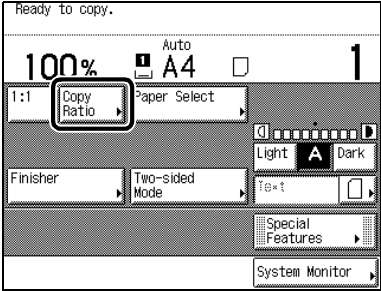 Ready to copy.
100%
1
Auto
A4
1
1:1
Copy
Ratio
Paper Select
Light
A
Dark
Finisher
Two-sided
Mode
Text
Special
Features
System Monitor